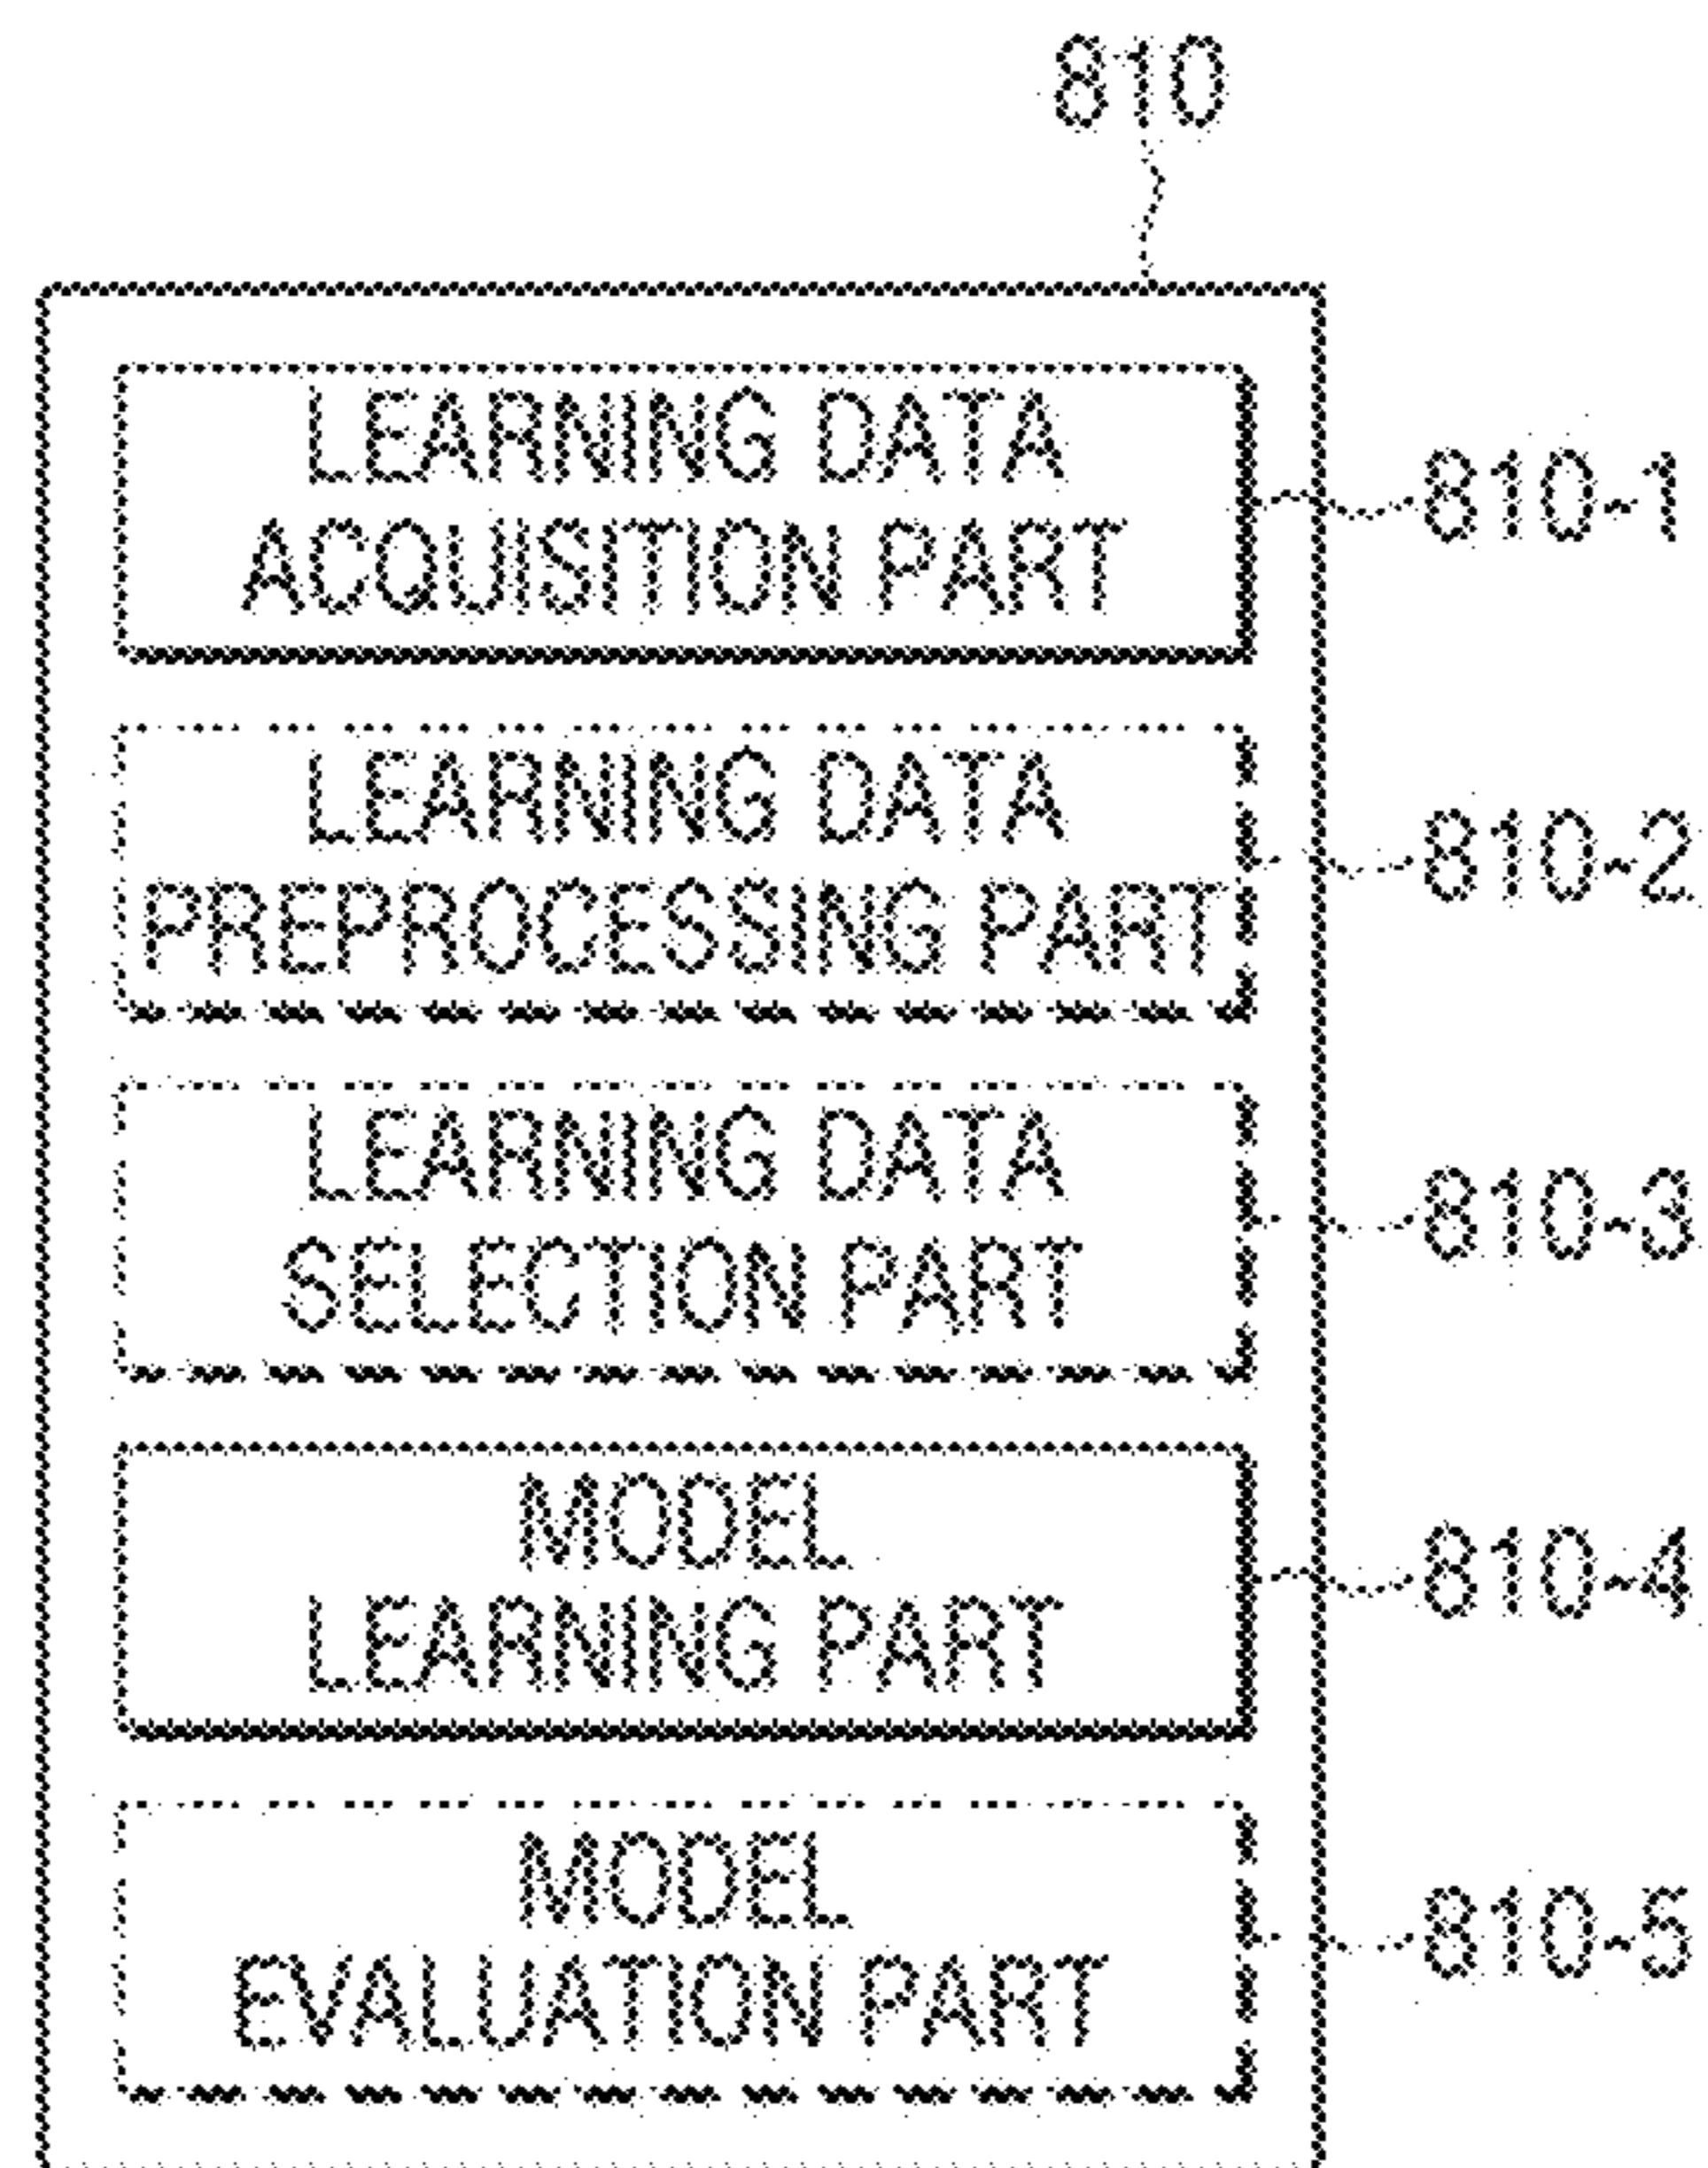 810
LEARNING DATA
ACQUISITION PART
810-1
LEARNING DATA
PREPROCESSING PART
810-2
LEARNING DATA
SELECTION PART
810-3
MODEL
LEARNING PART
810-4
MODEL
EVALUATION PART
810-5